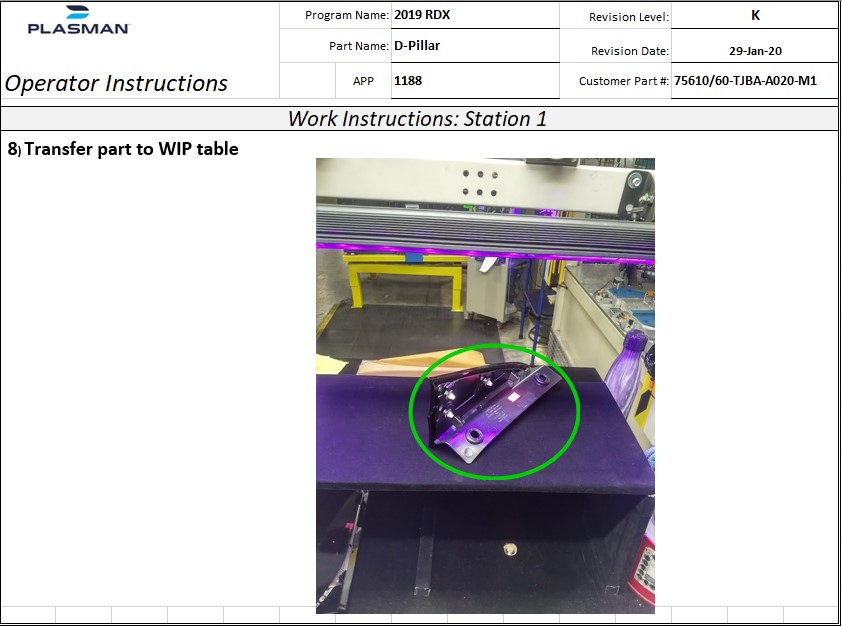 PLASMAN
Program Name: 2019 RDX
Revision Level: K
Part Name: D-Pillar
Revision Date: 29-Jan-20
Operator Instructions
APP 1188
Customer Part #: 75610/60-TJBA-A020-M1
Work Instructions: Station 1
8) Transfer part to WIP table